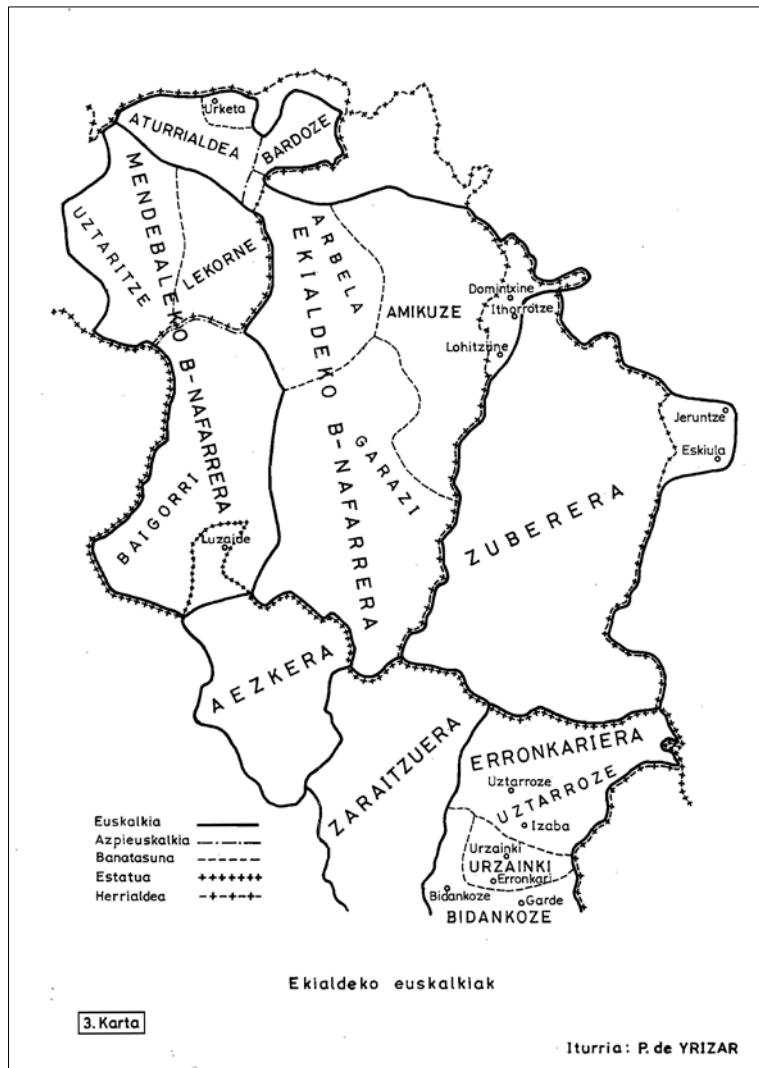 Urketa
ATURRIALDEA
BARDOZE
MENDEBALEKO B-NAFARRERA
UZTARITZE
LEKORNE
ARBELA
EKIALDEKO B-NAFARRERA
AMIKUZE
Domintxine
Ithorrotze
Lohitzune
GARAZI
Jeruntze
Eskiula
ZUBERERA
BAIGORRI
Luzaide
AEZKERA
ZARAITZUERA
ERRONKARIERA
Uztarroze
UZTARROZE
Izaba
Urzainki
URZAINKI
Erronkari
Bidankoze
Garde
BIDANKOZE
Euskalkia
Azpieuskalkia
Banatasuna
Estatua
Herrialdea
Ekialdeko euskalkiak
3. Karta
Iturria: P. de YRIZAR